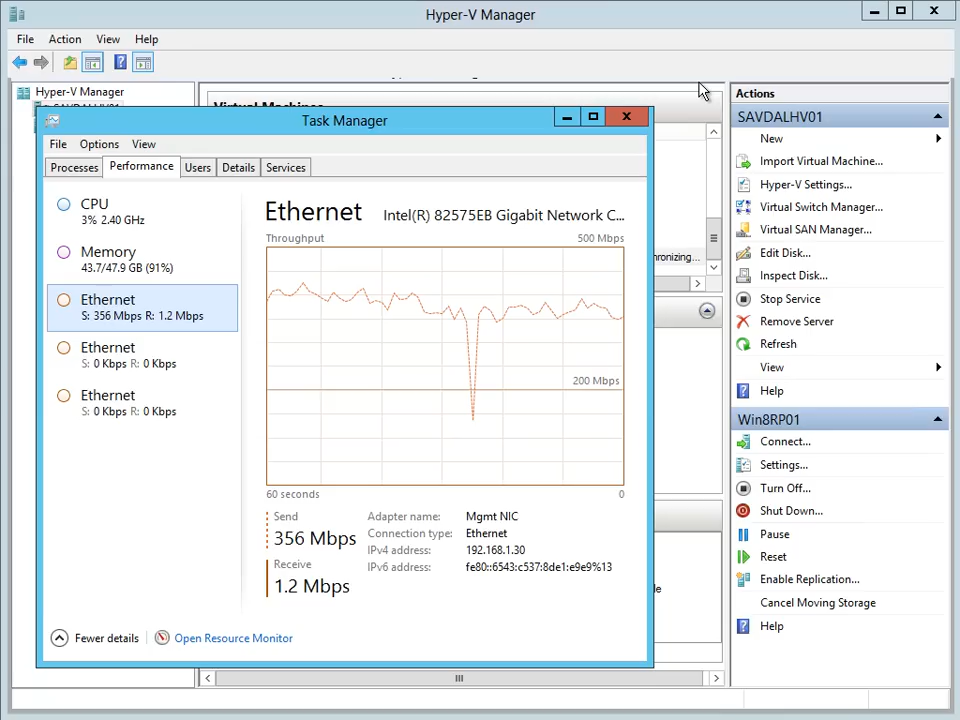 Hyper-V Manager
File Action View Help
Hyper-V Manager
SAVDALHV01
Virtual Machines
Task Manager
File Options View
Processes Performance Users Details Services
CPU
3% 2.40 GHz
Memory
43.7/47.9 GB (91%)
Ethernet
S: 356 Mbps R: 1.2 Mbps
Ethernet
S: 0 Kbps R: 0 Kbps
Ethernet
S: 0 Kbps R: 0 Kbps
Ethernet Intel(R) 82575EB Gigabit Network C...
Throughput 500 Mbps
200 Mbps
60 seconds 0
Send
356 Mbps
Receive
1.2 Mbps
Adapter name: Mgmt NIC
Connection type: Ethernet
IPv4 address: 192.168.1.30
IPv6 address: fe80::6543:c537:8de1:e9e9%13
Fewer details Open Resource Monitor
hronizing...
Actions
SAVDALHV01
New
Import Virtual Machine...
Hyper-V Settings...
Virtual Switch Manager...
Virtual SAN Manager...
Edit Disk...
Inspect Disk...
Stop Service
Remove Server
Refresh
View
Help
Win8RP01
Connect...
Settings...
Turn Off...
Shut Down...
Pause
Reset
Enable Replication...
Cancel Moving Storage
Help